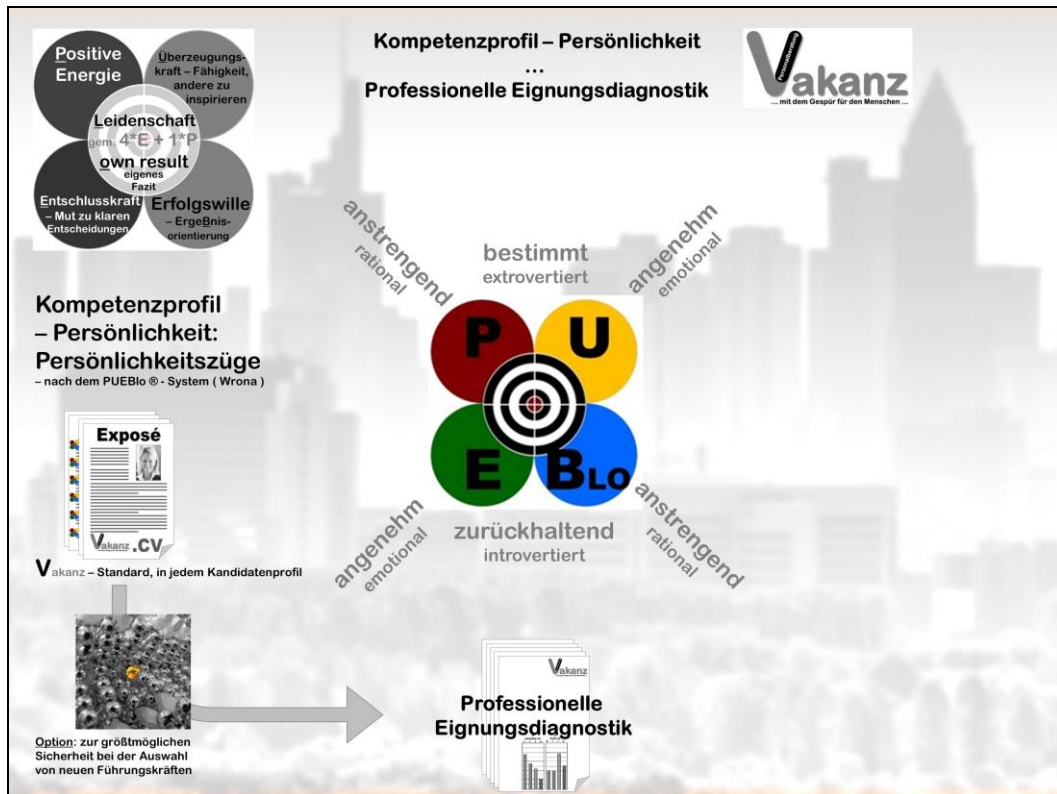 Kompetenzprofil – Persönlichkeit
...
Professionelle Eignungsdiagnostik
Personalberatung
Vakanz
... mit dem Gespür für den Menschen ...
Positive
Energie
Überzeugungs-
kraft – Fähigkeit,
andere zu
inspirieren
Leidenschaft
gem. 4*E + 1*P
own result
eigenes
Fazit
Entschlusskraft
– Mut zu klaren
Entscheidungen
Erfolgswille
– ErgeBnis-
orientierung
Kompetenzprofil
– Persönlichkeit:
Persönlichkeitszüge
– nach dem PUEBlo ® - System ( Wrona )
Exposé
Vakanz .CV
Vakanz – Standard, in jedem Kandidatenprofil
Option: zur größtmöglichen
Sicherheit bei der Auswahl
von neuen Führungskräften
anstrengend
rational
bestimmt
extrovertiert
angenehm
emotional
P U
E BLO
angenehm
emotional
zurückhaltend
introvertiert
anstrengend
rational
Vakanz
Professionelle
Eignungsdiagnostik